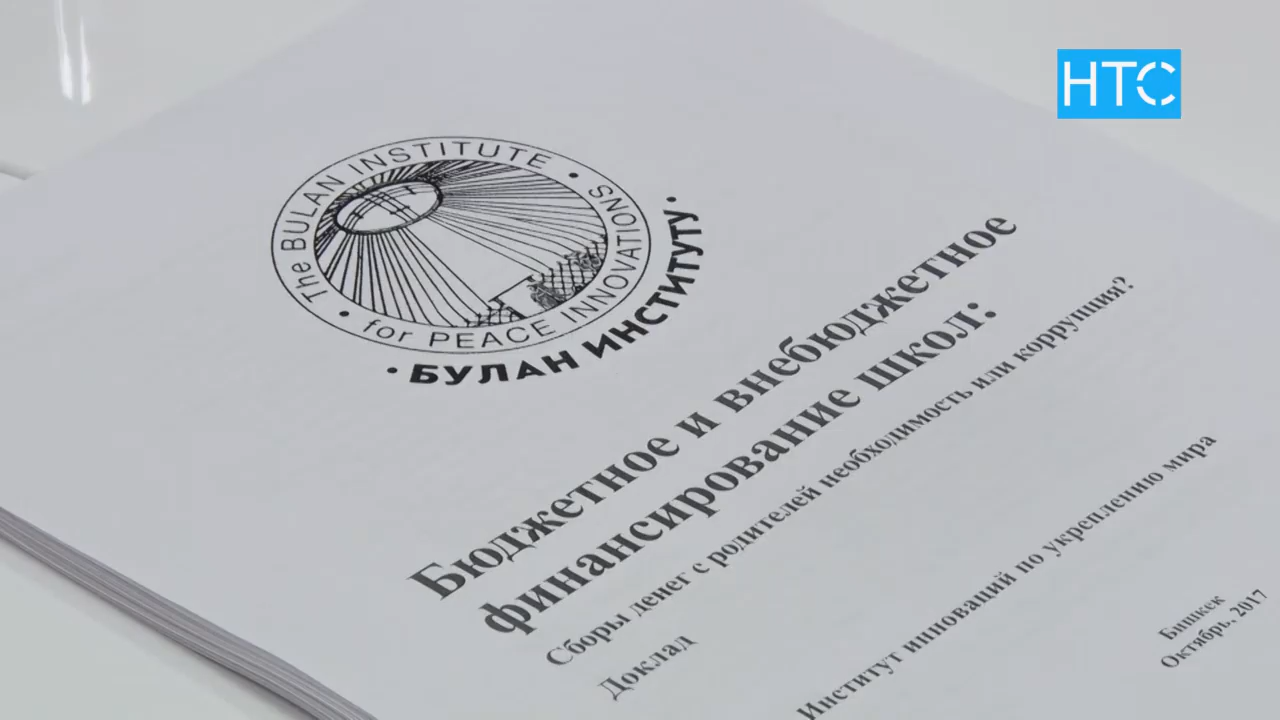 НТС
The BULAN INSTITUTE
for PEACE INNOVATIONS
БУЛАН ИНСТИТУТУ
Бюджетное и внебюджетное
финансирование школ:
Сборы денег с родителей необходимость или коррупция?
Доклад
Институт инноваций по укреплению мира
Бишкек
Октябрь, 2017